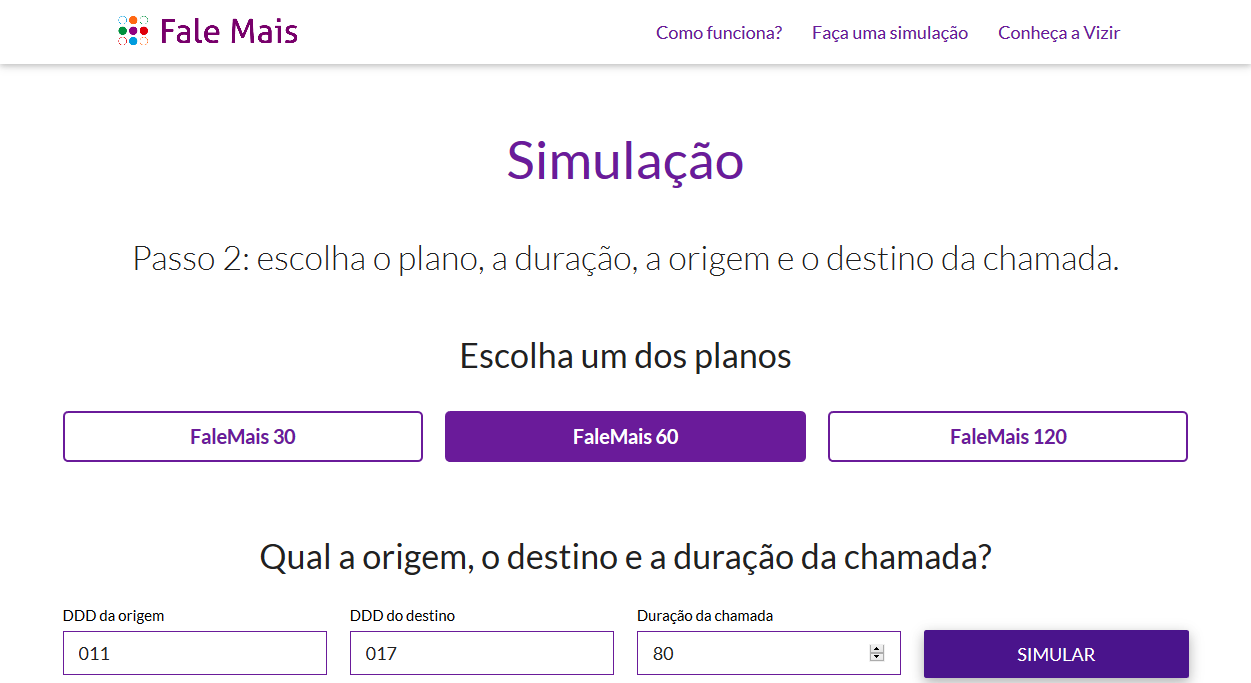 Fale Mais
Como funciona? Faça uma simulação Conheça a Vizir
Simulação
Passo 2: escolha o plano, a duração, a origem e o destino da chamada.
Escolha um dos planos
FaleMais 30 FaleMais 60 FaleMais 120
Qual a origem, o destino e a duração da chamada?
DDD da origem DDD do destino Duração da chamada
011 017 80 SIMULAR